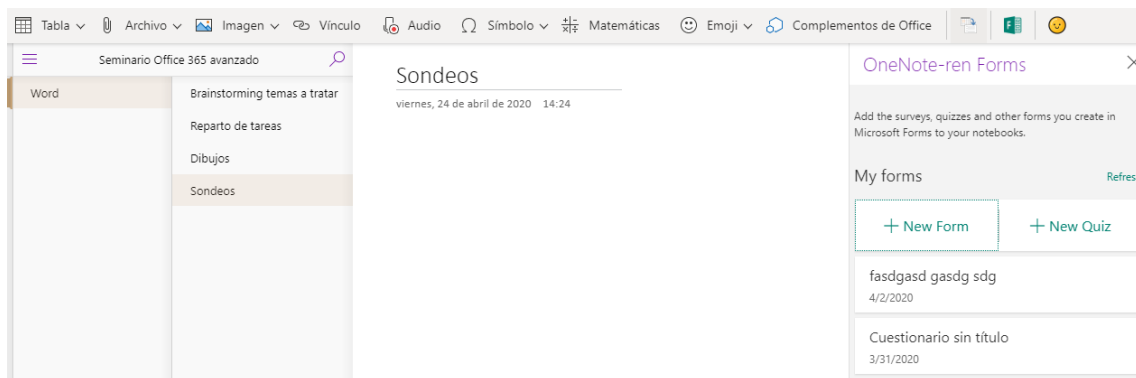 Tabla Archivo Imagen Vínculo Audio Símbolo Matemáticas Emoji Complementos de Office
Seminario Office 365 avanzado
Word
Brainstorming temas a tratar
Reparto de tareas
Dibujos
Sondeos
Sondeos
viernes, 24 de abril de 2020 14:24
OneNote-ren Forms
Add the surveys, quizzes and other forms you create in
Microsoft Forms to your notebooks.
My forms Refres
+ New Form + New Quiz
fasdgasd gasdg sdg
4/2/2020
Cuestionario sin título
3/31/2020